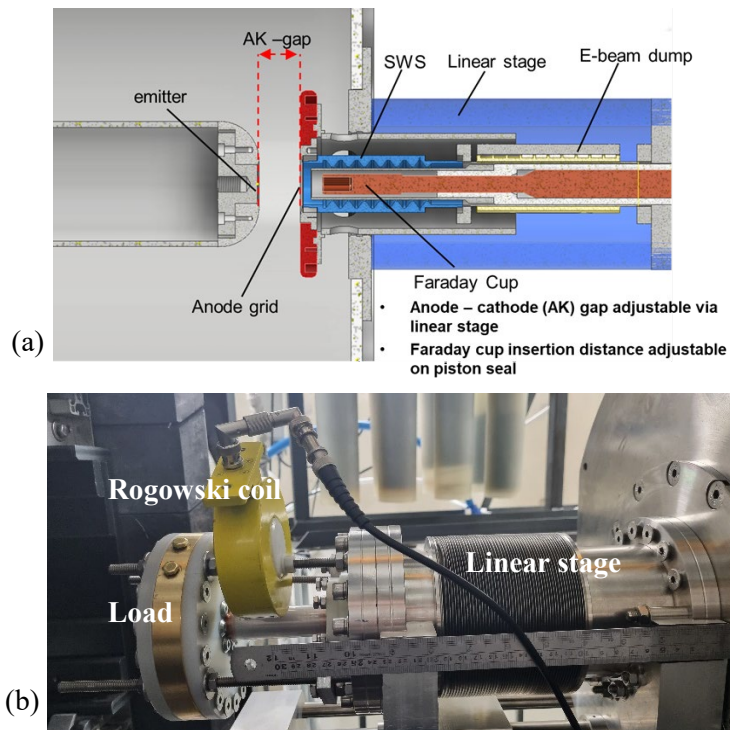 AK –gap
SWS
Linear stage
E-beam dump
emitter
Faraday Cup
Anode grid
• Anode – cathode (AK) gap adjustable via
linear stage
• Faraday cup insertion distance adjustable
on piston seal
(a)
Rogowski coil
Linear stage
Load
(b)